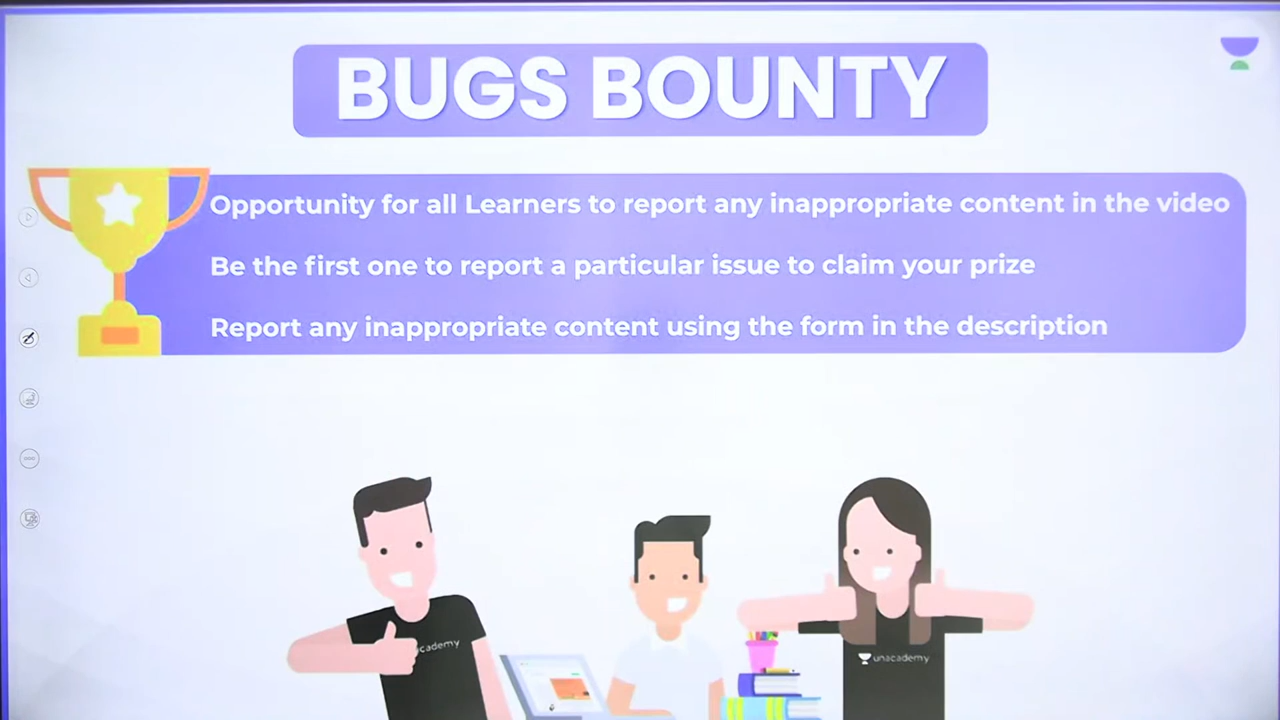 BUGS BOUNTY
Opportunity for all Learners to report any inappropriate content in the video
Be the first one to report a particular issue to claim your prize
Report any inappropriate content using the form in the description
cademy
unacademy